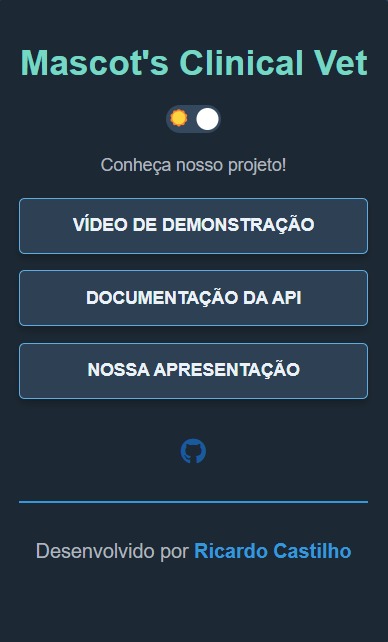 Mascot's Clinical Vet
Conheça nosso projeto!
VÍDEO DE DEMONSTRAÇÃO
DOCUMENTAÇÃO DA API
NOSSA APRESENTAÇÃO
Desenvolvido por Ricardo Castilho